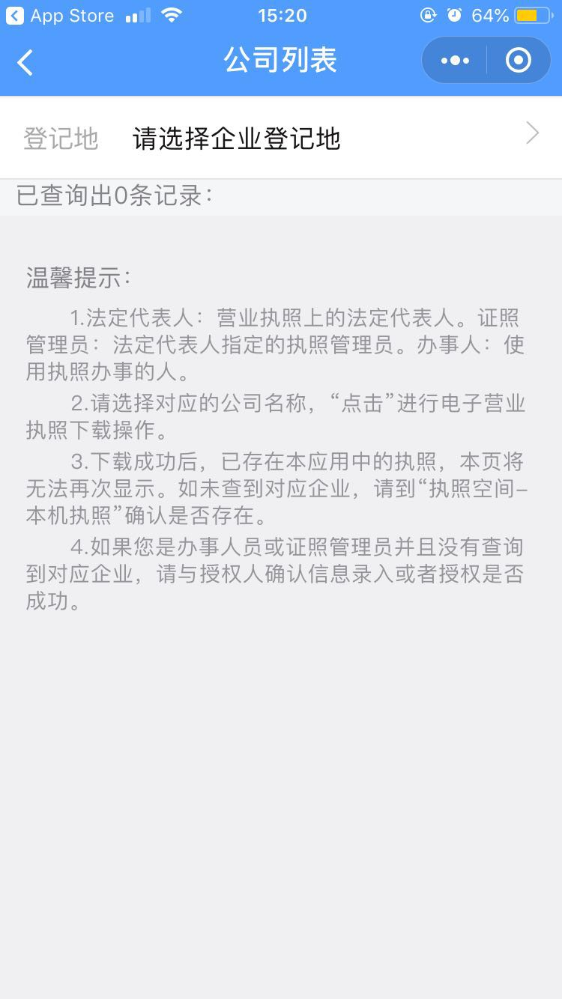 App Store
15:20
64%
公司列表
登记地 请选择企业登记地
已查询出0条记录：
温馨提示：
1.法定代表人：营业执照上的法定代表人。证照
管理员：法定代表人指定的执照管理员。办事人：使
用执照办事的人。
2.请选择对应的公司名称，“点击”进行电子营业
执照下载操作。
3.下载成功后，已存在本应用中的执照，本页将
无法再次显示。如未查到对应企业，请到“执照空间-
本机执照”确认是否存在。
4.如果您是办事人员或证照管理员并且没有查询
到对应企业，请与授权人确认信息录入或者授权是否
成功。